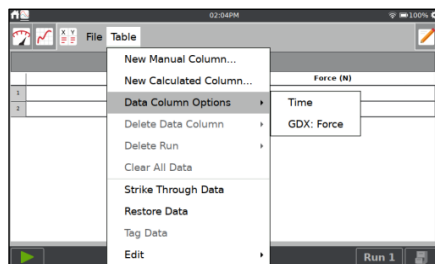 02:04PM
100%
X Y
File
Table
New Manual Column...
New Calculated Column...
Force (N)
Data Column Options
Time
1
2
GDX: Force
Delete Data Column
Delete Run
Clear All Data
Strike Through Data
Restore Data
Tag Data
Edit
Run 1